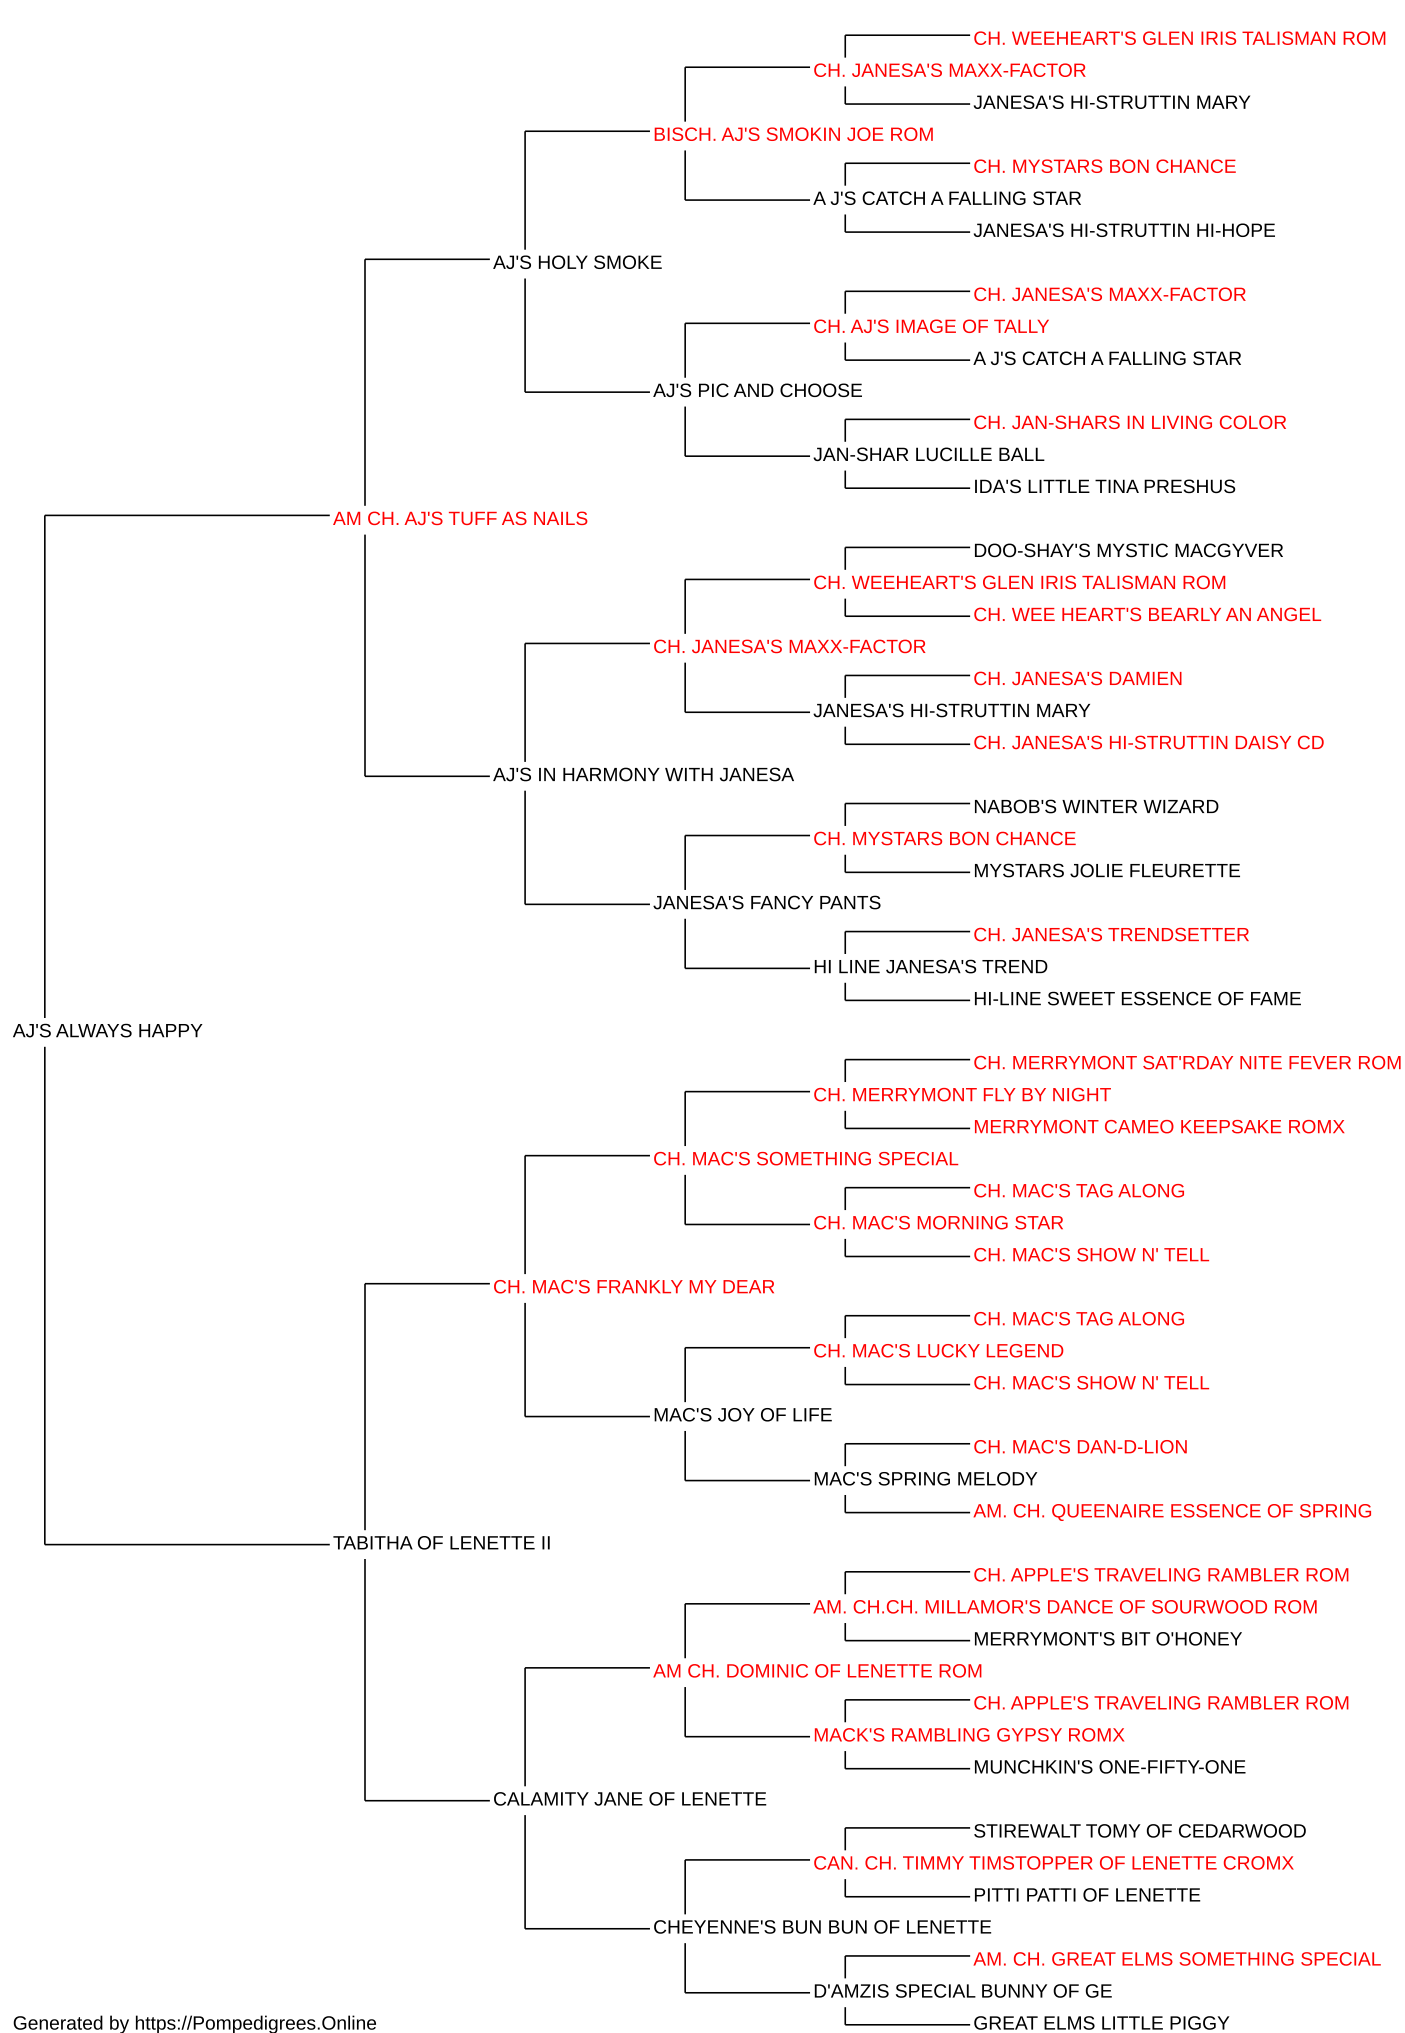 CH. WEEHEART'S GLEN IRIS TALISMAN ROM
CH. JANESA'S MAXX-FACTOR
JANESA'S HI-STRUTTIN MARY
BISCH. AJ'S SMOKIN JOE ROM
CH. MYSTARS BON CHANCE
A J'S CATCH A FALLING STAR
JANESA'S HI-STRUTTIN HI-HOPE
AJ'S HOLY SMOKE
CH. JANESA'S MAXX-FACTOR
CH. AJ'S IMAGE OF TALLY
A J'S CATCH A FALLING STAR
AJ'S PIC AND CHOOSE
CH. JAN-SHARS IN LIVING COLOR
JAN-SHAR LUCILLE BALL
IDA'S LITTLE TINA PRESHUS
AM CH. AJ'S TUFF AS NAILS
DOO-SHAY'S MYSTIC MACGYVER
CH. WEEHEART'S GLEN IRIS TALISMAN ROM
CH. WEE HEART'S BEARLY AN ANGEL
CH. JANESA'S MAXX-FACTOR
CH. JANESA'S DAMIEN
JANESA'S HI-STRUTTIN MARY
CH. JANESA'S HI-STRUTTIN DAISY CD
AJ'S IN HARMONY WITH JANESA
NABOB'S WINTER WIZARD
CH. MYSTARS BON CHANCE
MYSTARS JOLIE FLEURETTE
JANESA'S FANCY PANTS
CH. JANESA'S TRENDSETTER
HI LINE JANESA'S TREND
HI-LINE SWEET ESSENCE OF FAME
AJ'S ALWAYS HAPPY
CH. MERRYMONT SAT'RDAY NITE FEVER ROM
CH. MERRYMONT FLY BY NIGHT
MERRYMONT CAMEO KEEPSAKE ROMX
CH. MAC'S SOMETHING SPECIAL
CH. MAC'S TAG ALONG
CH. MAC'S MORNING STAR
CH. MAC'S SHOW N' TELL
CH. MAC'S FRANKLY MY DEAR
CH. MAC'S TAG ALONG
CH. MAC'S LUCKY LEGEND
CH. MAC'S SHOW N' TELL
MAC'S JOY OF LIFE
CH. MAC'S DAN-D-LION
MAC'S SPRING MELODY
AM. CH. QUEENAIRE ESSENCE OF SPRING
TABITHA OF LENETTE II
CH. APPLE'S TRAVELING RAMBLER ROM
AM. CH.CH. MILLAMOR'S DANCE OF SOURWOOD ROM
MERRYMONT'S BIT O'HONEY
AM CH. DOMINIC OF LENETTE ROM
CH. APPLE'S TRAVELING RAMBLER ROM
MACK'S RAMBLING GYPSY ROMX
MUNCHKIN'S ONE-FIFTY-ONE
CALAMITY JANE OF LENETTE
STIREWALT TOMY OF CEDARWOOD
CAN. CH. TIMMY TIMSTOPPER OF LENETTE CROMX
PITTI PATTI OF LENETTE
CHEYENNE'S BUN BUN OF LENETTE
AM. CH. GREAT ELMS SOMETHING SPECIAL
D'AMZIS SPECIAL BUNNY OF GE
GREAT ELMS LITTLE PIGGY
Generated by https://Pompedigrees.Online